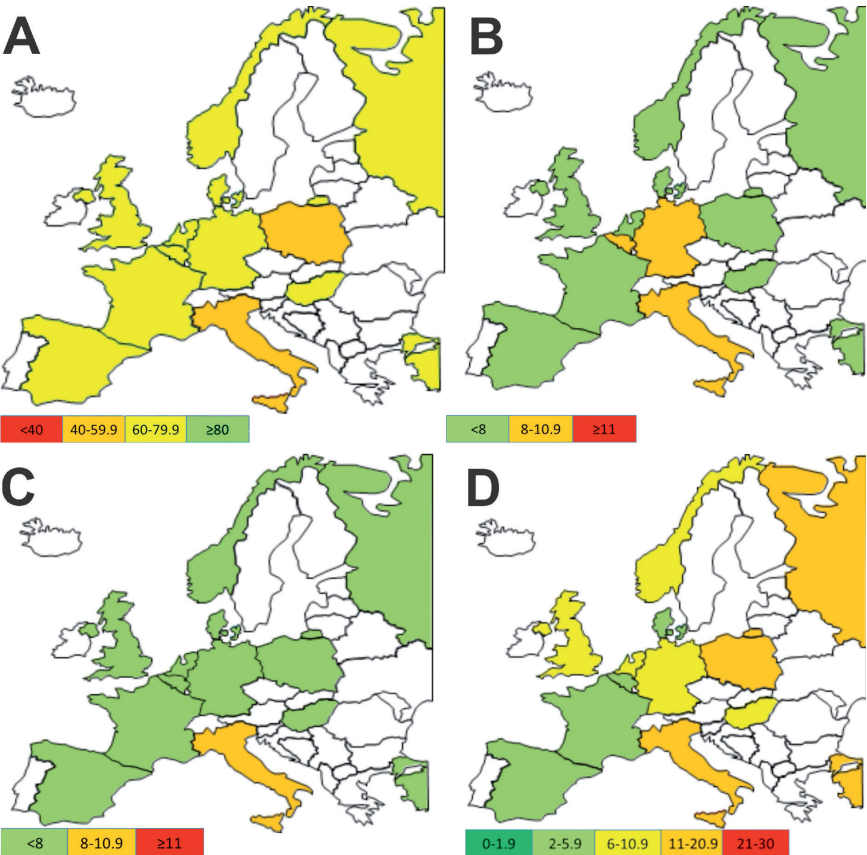 A
B
<40 40-59.9 60-79.9 ≥80
<8 8-10.9 ≥11
C
D
<8 8-10.9 ≥11
0-1.9 2-5.9 6-10.9 11-20.9 21-30